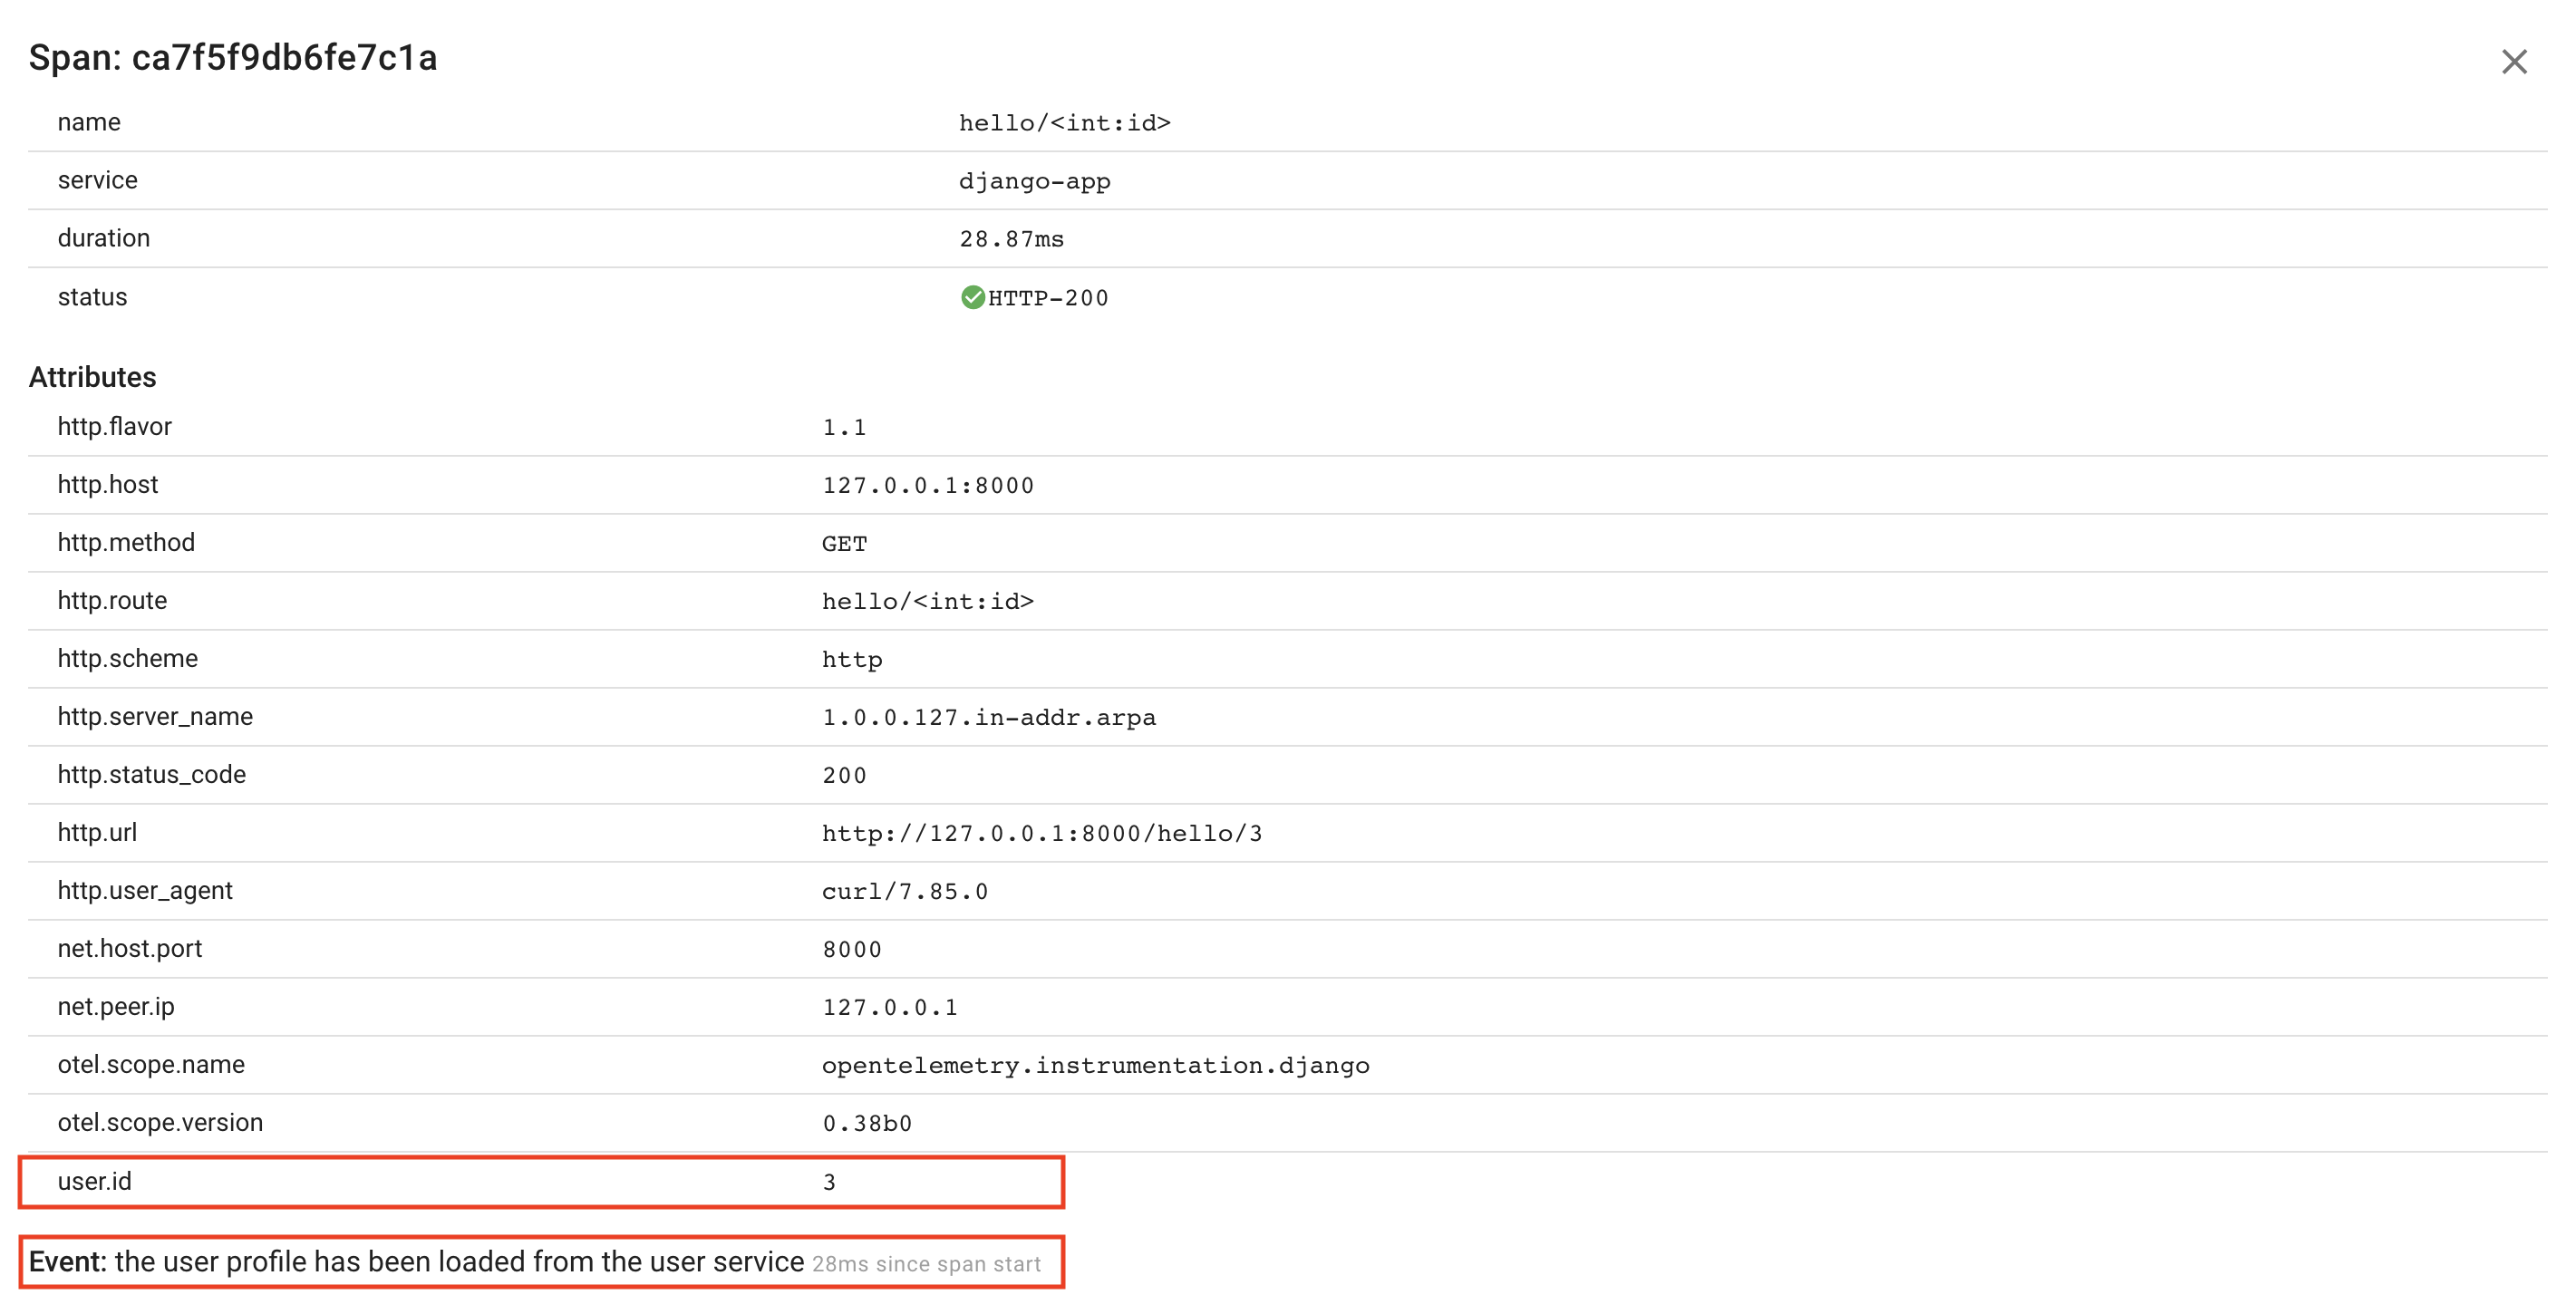 Span: ca7f5f9db6fe7c1a
name hello/<int:id>
service django-app
duration 28.87ms
status HTTP-200
Attributes
http.flavor 1.1
http.host 127.0.0.1:8000
http.method GET
http.route hello/<int:id>
http.scheme http
http.server_name 1.0.0.127.in-addr.arpa
http.status_code 200
http.url http://127.0.0.1:8000/hello/3
http.user_agent curl/7.85.0
net.host.port 8000
net.peer.ip 127.0.0.1
otel.scope.name opentelemetry.instrumentation.django
otel.scope.version 0.38b0
user.id 3
Event: the user profile has been loaded from the user service 28ms since span start